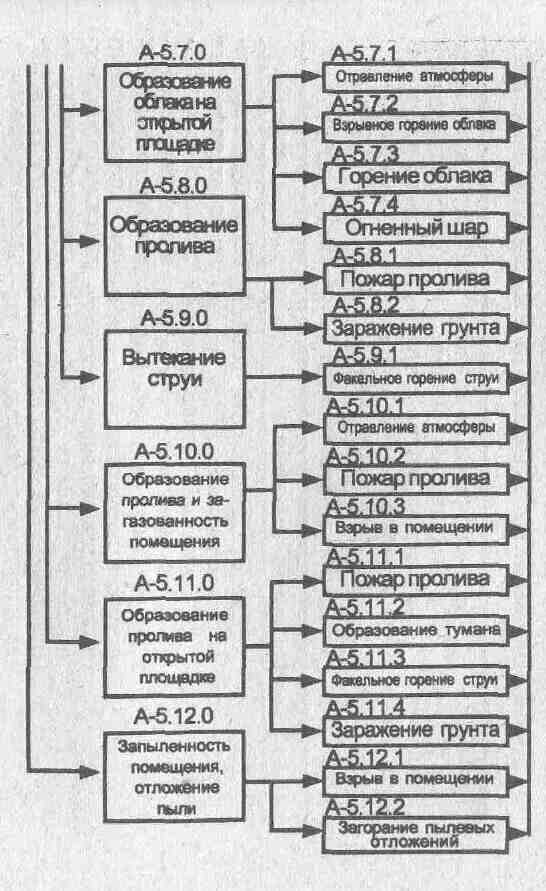 А-5.7.0
Образование
облака на
открытой
площадке
А-5.7.1
Отравление атмосферы
А-5.7.2
Взрывное горение облака
А-5.7.3
Горение облака
А-5.7.4
Огненный шар
А-5.8.0
Образование
пролива
А-5.8.1
Пожар пролива
А-5.8.2
Заражение грунта
А-5.9.0
Вытекание
струи
А-5.9.1
Факельное горение струи
А-5.10.0
Образование
пролива и за-
газованность
помещения
А-5.10.1
Отравление атмосферы
А-5.10.2
Пожар пролива
А-5.10.3
Взрыв в помещении
А-5.11.0
Образование
пролива на
открытой
площадке
А-5.11.1
Пожар пролива
А-5.11.2
Образование тумана
А-5.11.3
Факельное горение струи
А-5.11.4
Заражение грунта
А-5.12.0
Запыленность
помещения,
отложение
пыли
А-5.12.1
Взрыв в помещении
А-5.12.2
Загорание пылевых
отложений